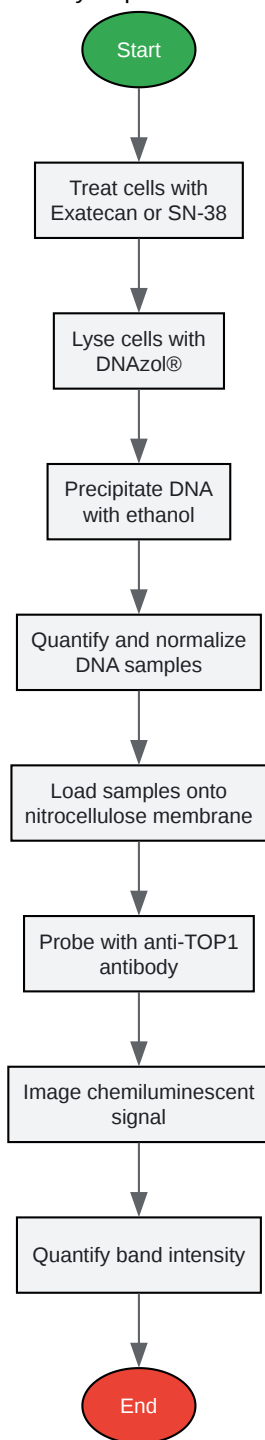 Start
Treat cells with
Exatecan or SN-38
Lyse cells with
DNAzol®
Precipitate DNA
with ethanol
Quantify and normalize
DNA samples
Load samples onto
nitrocellulose membrane
Probe with anti-TOP1
antibody
Image chemiluminescent
signal
Quantify band intensity
End